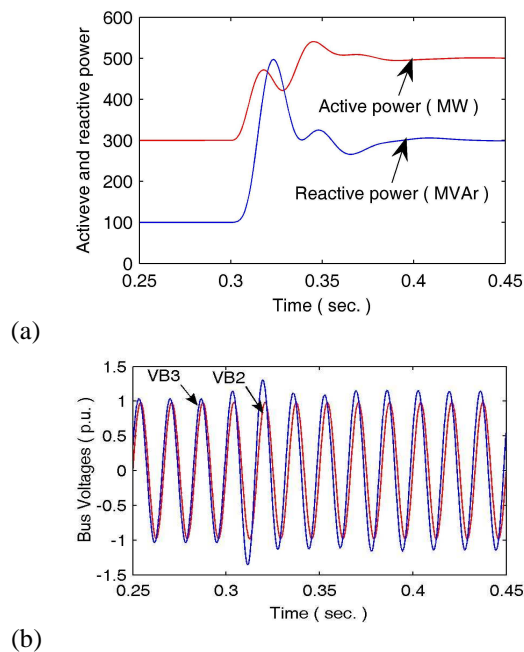 600
500
400
300
200
100
0
Activeve and reactive power
Active power ( MW )
Reactive power ( MVAr )
0.25 0.3 0.35 0.4 0.45
Time ( sec. )
(a)
1.5
1
0.5
0
-0.5
-1
-1.5
Bus Voltages ( p.u. )
VB3 VB2
0.25 0.3 0.35 0.4 0.45
Time ( sec. )
(b)